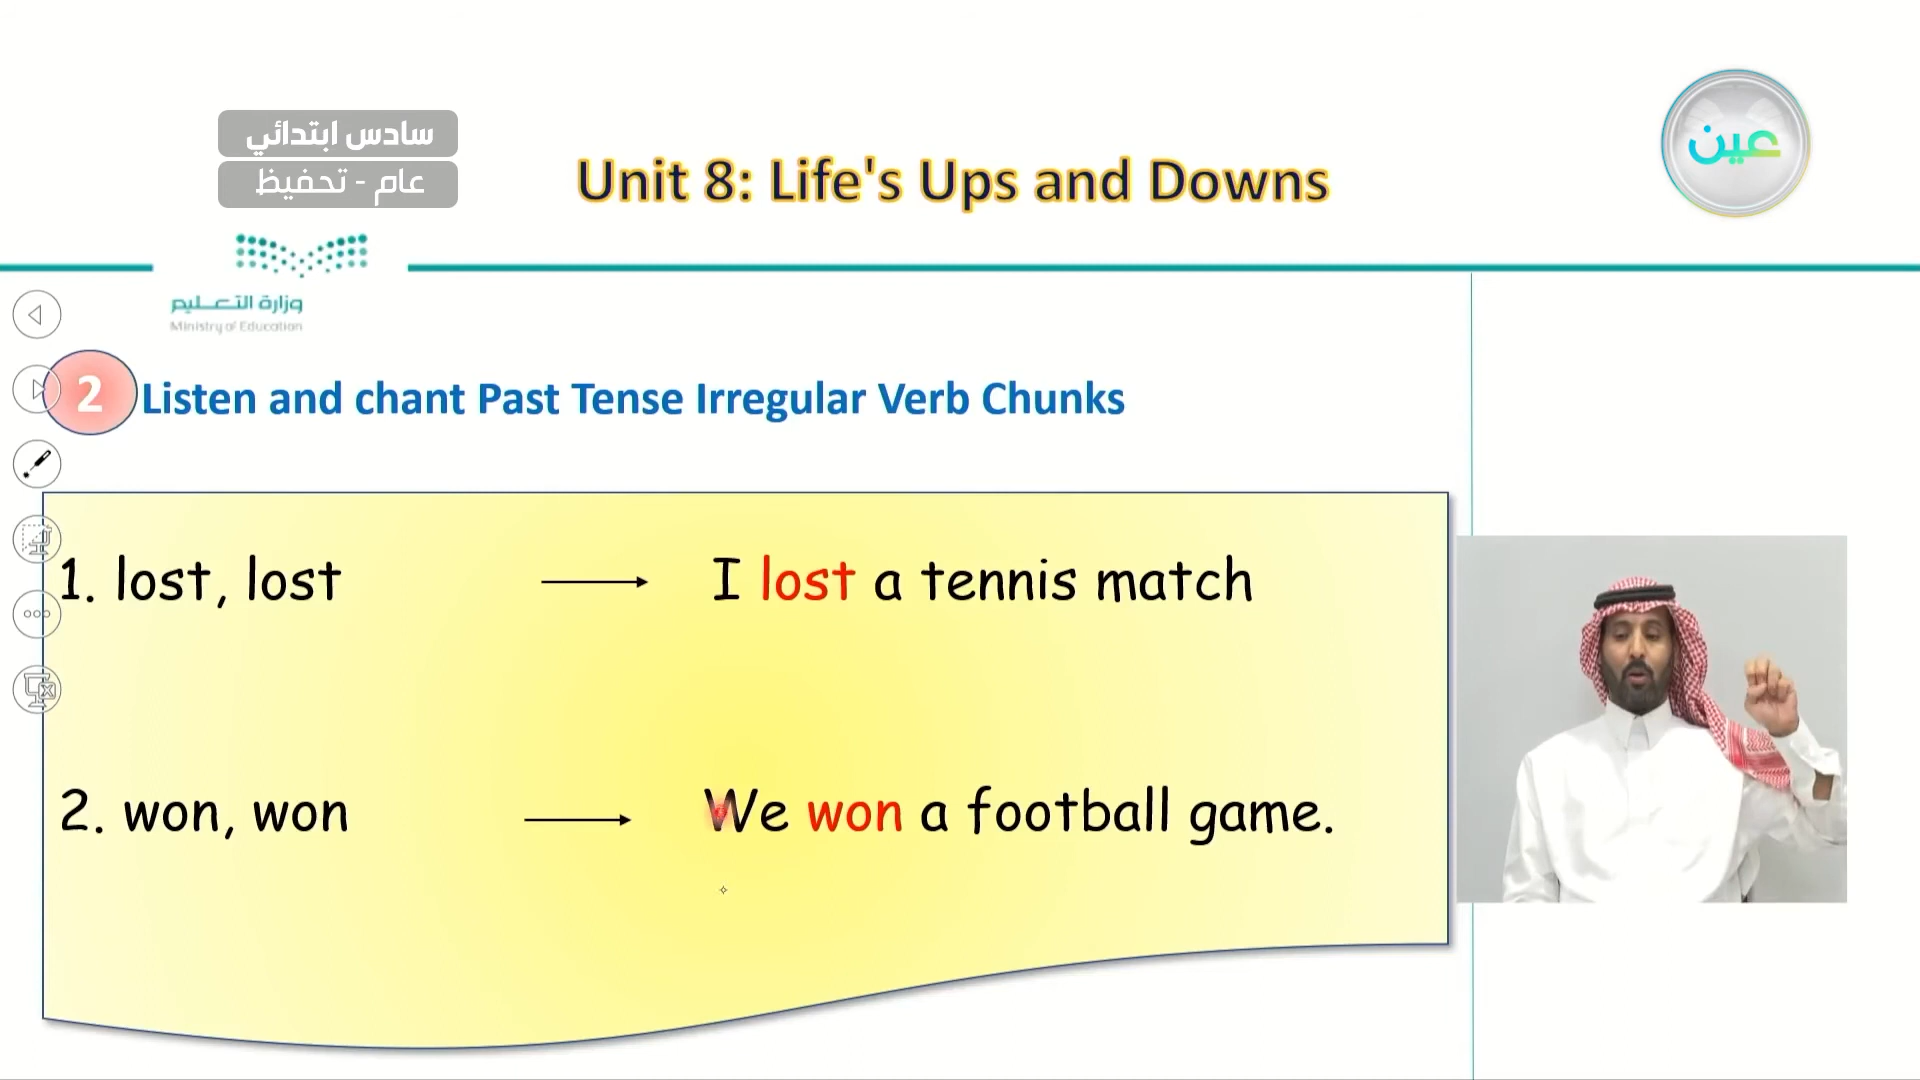 سادس ابتدائي
عام - تحفيظ
Unit 8: Life's Ups and Downs
عين
وزارة التعليم
Ministry of Education
2 Listen and chant Past Tense Irregular Verb Chunks
1. lost, lost I lost a tennis match
2. won, won We won a football game.